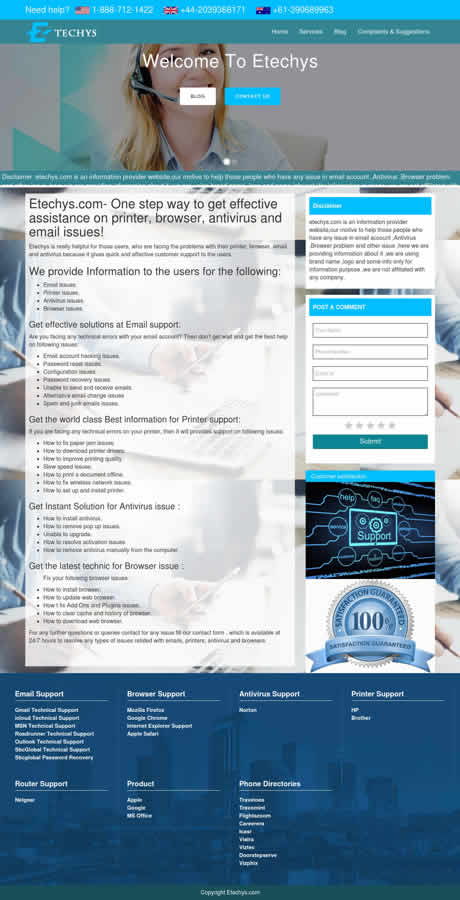 Need help? 1-888-712-1422 +44-2039366171 +61-390689963
TECHYS
Home Services Blog Complaints & Suggestions
Welcome To Etechys
BLOG CONTACT US
Disclaimer etechys.com is an information provider website,our motive to help those people who have any issue in email account ,Antivirus ,Browser problem
Etechys.com- One step way to get effective
assistance on printer, browser, antivirus and
email issues!
Etechys is really helpful for those users, who are facing the problems with their printer, browser, email
and antivirus because it gives quick and effective customer support to the users.
We provide Information to the users for the following:
Email issues.
Printer issues.
Antivirus issues.
Browser issues.
Get effective solutions at Email support:
Are you facing any technical errors with your email account? Then don't get wait and get the best help
on following issues:
Email account hacking issues.
Password reset issues.
Configuration issues.
Password recovery issues.
Unable to send and receive emails.
Alternative email change issues
Spam and junk emails issues.
Get the world class Best information for Printer support:
If you are facing any technical errors on your printer, then it will provides support on following issues:
How to fix paper jam issues.
How to download printer drivers.
How to improve printing quality.
Slow speed issues.
How to print a document offline.
How to fix wireless network issues.
How to set up and install printer.
Get Instant Solution for Antivirus issue :
How to install antivirus.
How to remove pop up issues.
Unable to upgrade.
How to resolve activation issues.
How to remove antivirus manually from the computer.
Get the latest technic for Browser issue :
Fix your following browser issues:
How to install browser.
How to update web browser.
How t fix Add Ons and Plugins issues.
How to clear cache and history of browser.
How to download web browser.
For any further questions or queries contact for any issue fill our contact form , which is available at
24/7 hours to resolve any types of issues related with emails, printers, antivirus and browsers.
Disclaimer
etechys.com is an information provider
website,our motive to help those people who
have any issue in email account ,Antivirus
,Browser problem and other issue ,here we are
providing information about it ,we are using
brand name ,logo and some info only for
information purpose ,we are not affiliated with
any company.
POST A COMMENT
Your Name
Phone Number
Email Id
comment
Submit
Customer satisfaction
help faq
service
Support
SATISFACTION GUARANTEED
100%
SATISFACTION GUARANTEED
Email Support
Gmail Technical Support
icloud Technical Support
MSN Technical Support
Roadrunner Technical Support
Outlook Technical Support
SbcGlobal Technical Support
Sbcglobal Password Recovery
Browser Support
Mozilla Firefox
Google Chrome
Internet Explorer Support
Apple Safari
Antivirus Support
Norton
Printer Support
HP
Brother
Router Support
Netgear
Product
Apple
Google
MS Office
Phone Directories
Travenoes
Travomint
Flightszoom
Careerera
Icasr
Vialra
Viztec
Doorstepserve
Vizphix
Copyright Etechys.com